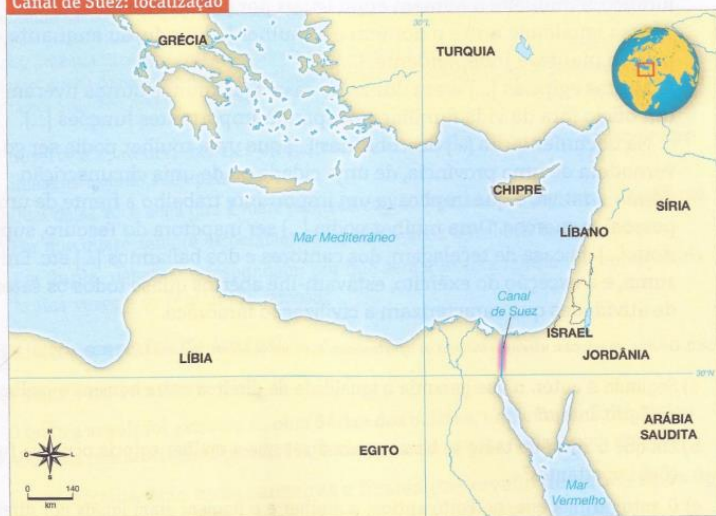 Canal de Suez: localização
30°L
GRÉCIA
TURQUIA
CHIPRE
SÍRIA
LÍBANO
Mar Mediterrâneo
Canal
de Suez
ISRAEL
LÍBIA
JORDÂNIA
30°N
ARÁBIA
SAUDITA
EGITO
N
O L
S
0 140
km
Mar
Vermelho